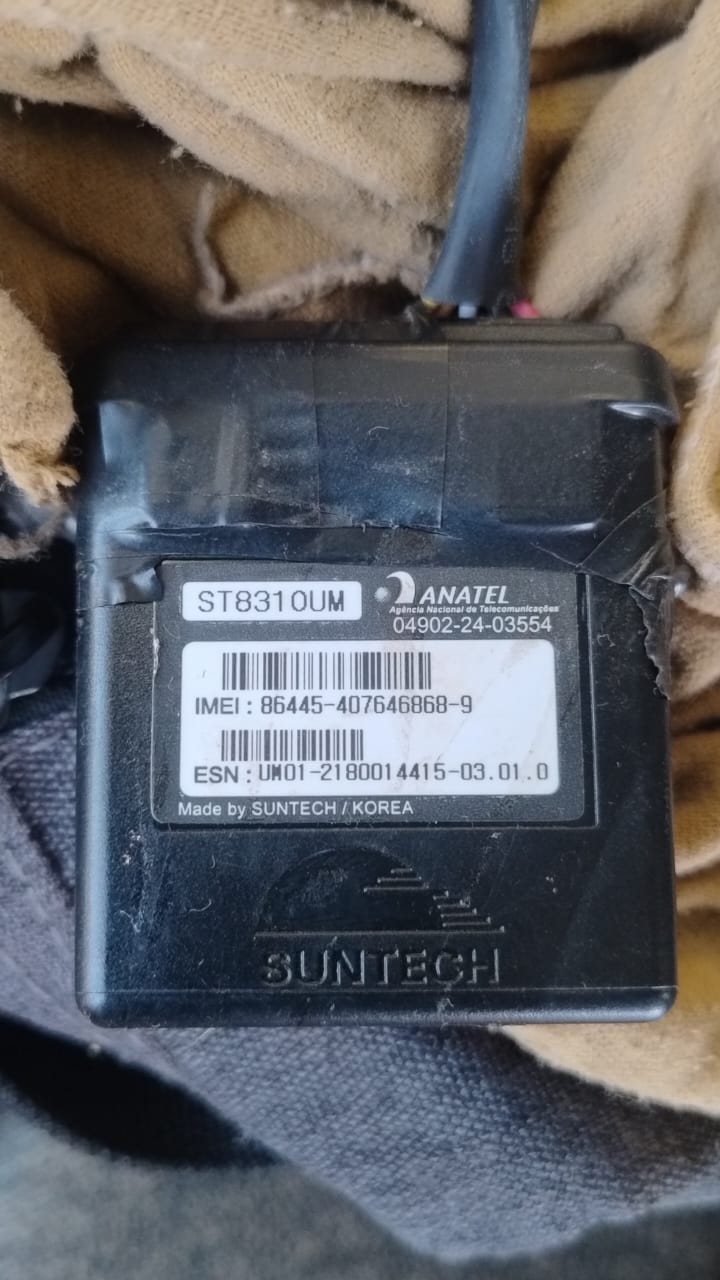 ST8310UM
ANATEL
Agência Nacional de Telecomunicações
04902-24-03554
IMEI : 86445-407646868-9
ESN : UM01-2180014415-03.01.0
Made by SUNTECH / KOREA
SUNTECH